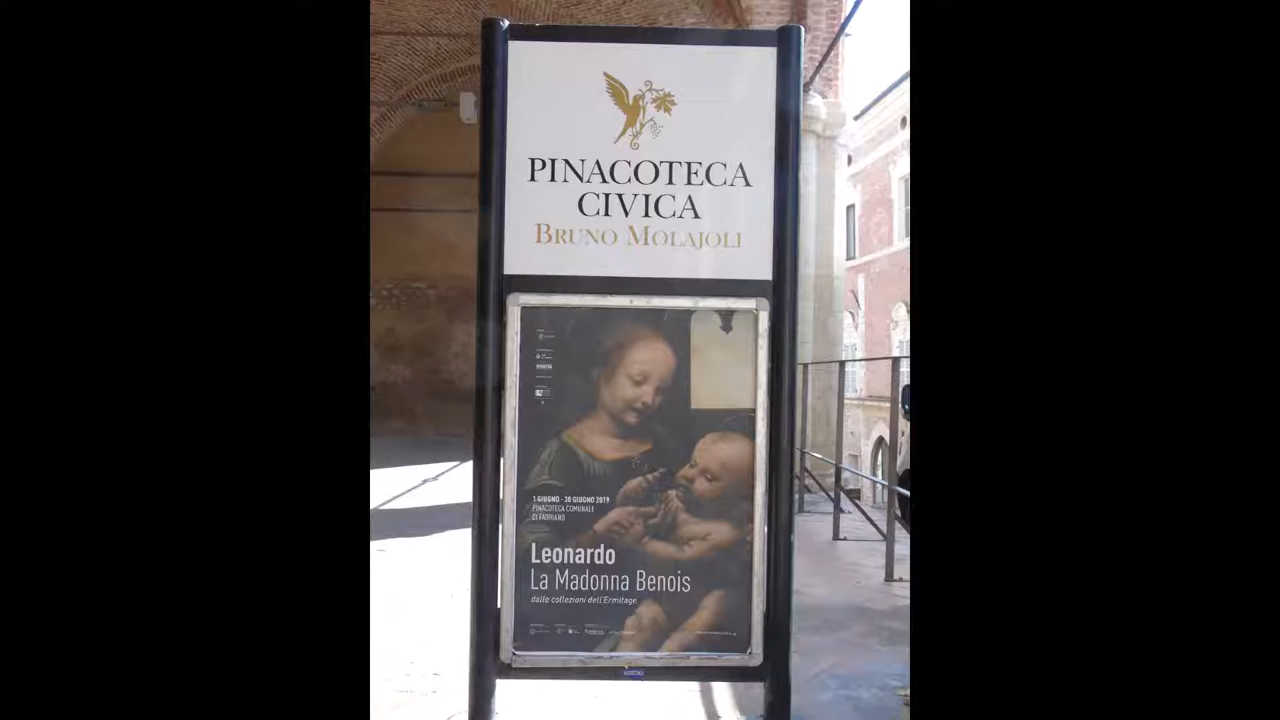 PINACOTECA
CIVICA
BRUNO MOLAJOLI
1 GIUGNO - 30 GIUGNO 2019
PINACOTECA COMUNALE
DI FABRIANO
Leonardo
La Madonna Benois
dalle collezioni dell'Ermitage